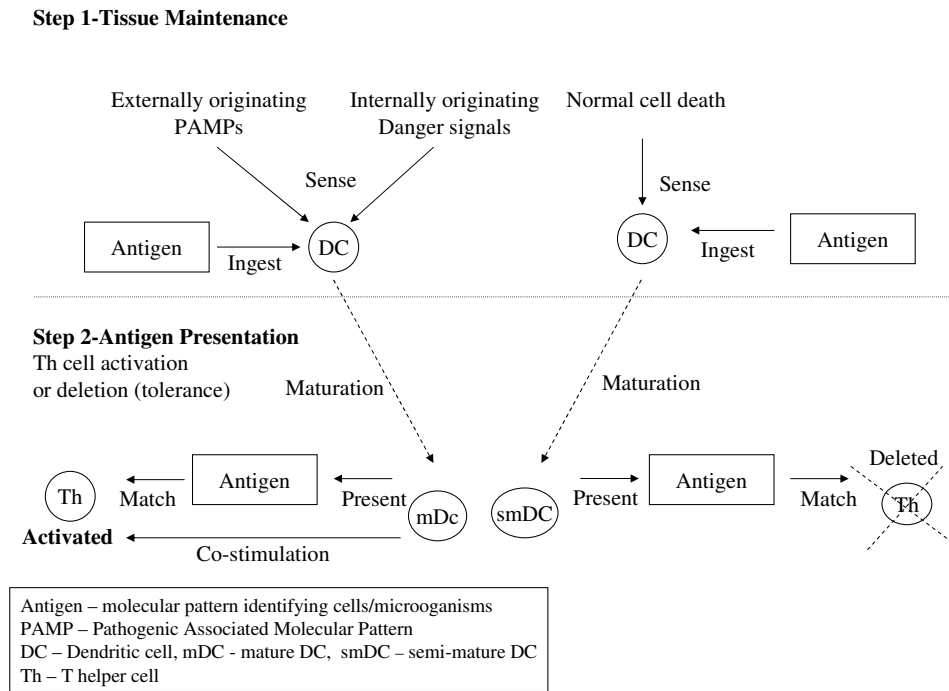 Step 1-Tissue Maintenance
Externally originating
PAMPs
Internally originating
Danger signals
Normal cell death
Sense
Sense
Antigen
Ingest
DC
DC
Ingest
Antigen
Step 2-Antigen Presentation
Th cell activation
or deletion (tolerance)
Maturation
Maturation
Th
Activated
Match
Antigen
Present
mDc
Co-stimulation
smDC
Present
Antigen
Match
Deleted
Th
Antigen – molecular pattern identifying cells/microoganisms
PAMP – Pathogenic Associated Molecular Pattern
DC – Dendritic cell, mDC - mature DC, smDC – semi-mature DC
Th – T helper cell